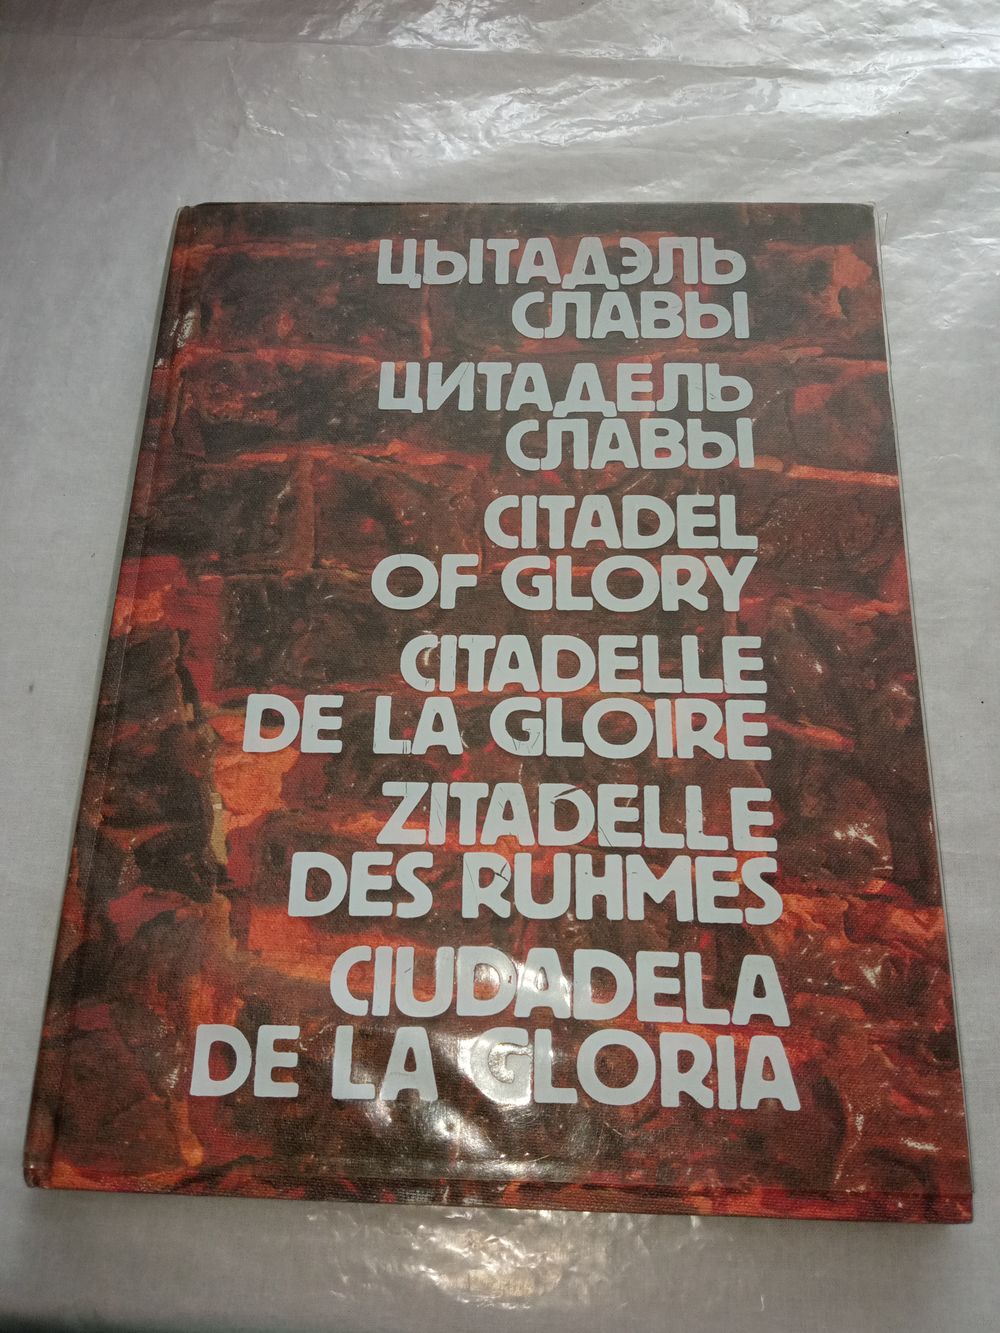 ЦЫТАДЭЛЬ
СЛАВЫ
ЦИТАДЕЛЬ
СЛАВЫ
CITADEL
OF GLORY
CITADELLE
DE LA GLOIRE
ZITADELLE
DES RUHMES
CIUDADELA
DE LA GLORIA